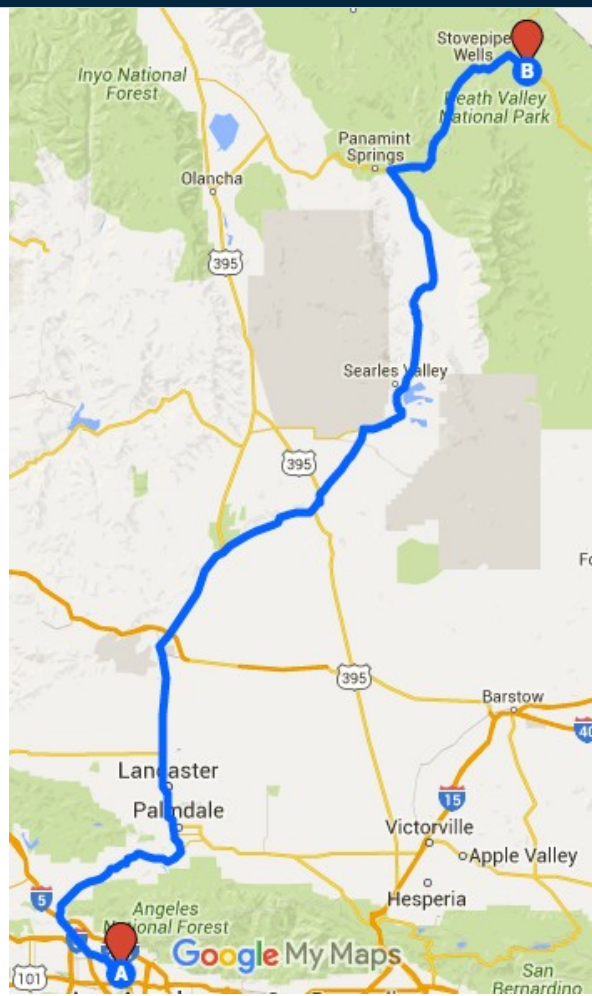 Stovepipe
Wells
B
Inyo National
Forest
Death Valley
National Park
Panamint
Springs
Olancha
395
Searles Valley
395
395
Barstow
40
Lancaster
15
Palmdale
Victorville
Apple Valley
5
Hesperia
Angeles
National Forest
A
Google My Maps
101
San
Bernardino